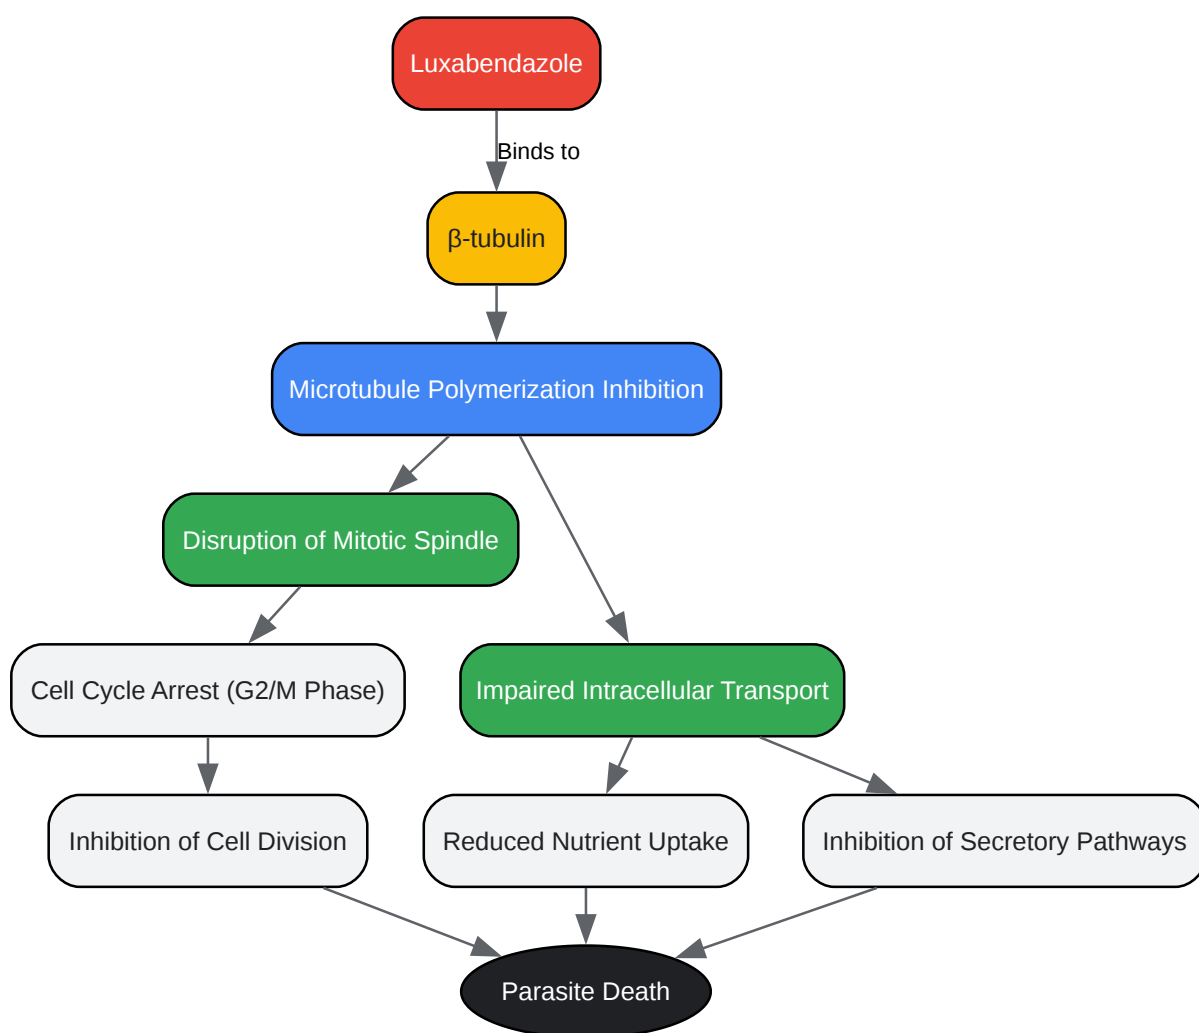 Luxabendazole
Binds to
β-tubulin
Microtubule Polymerization Inhibition
Disruption of Mitotic Spindle
Cell Cycle Arrest (G2/M Phase)
Impaired Intracellular Transport
Inhibition of Cell Division
Reduced Nutrient Uptake
Inhibition of Secretory Pathways
Parasite Death